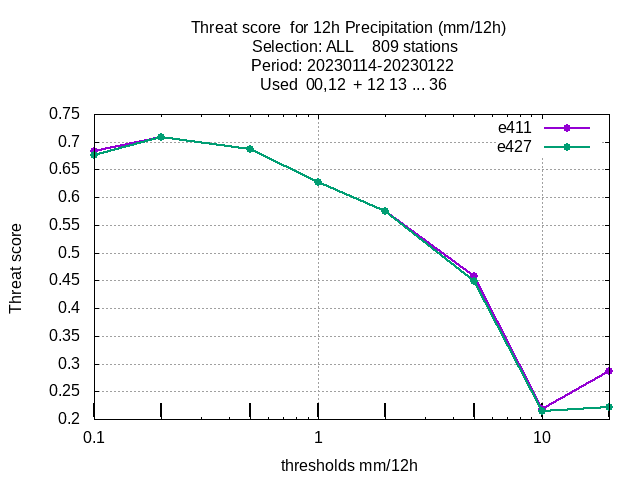 Threat score  for 12h Precipitation (mm/12h)
Selection: ALL    809 stations
Period: 20230114-20230122
Used  00,12  + 12 13 ... 36
0.75
0.7
0.65
0.6
0.55
0.5
0.45
0.4
0.35
0.3
0.25
0.2
Threat score
e411
e427
0.1 1 10
thresholds mm/12h